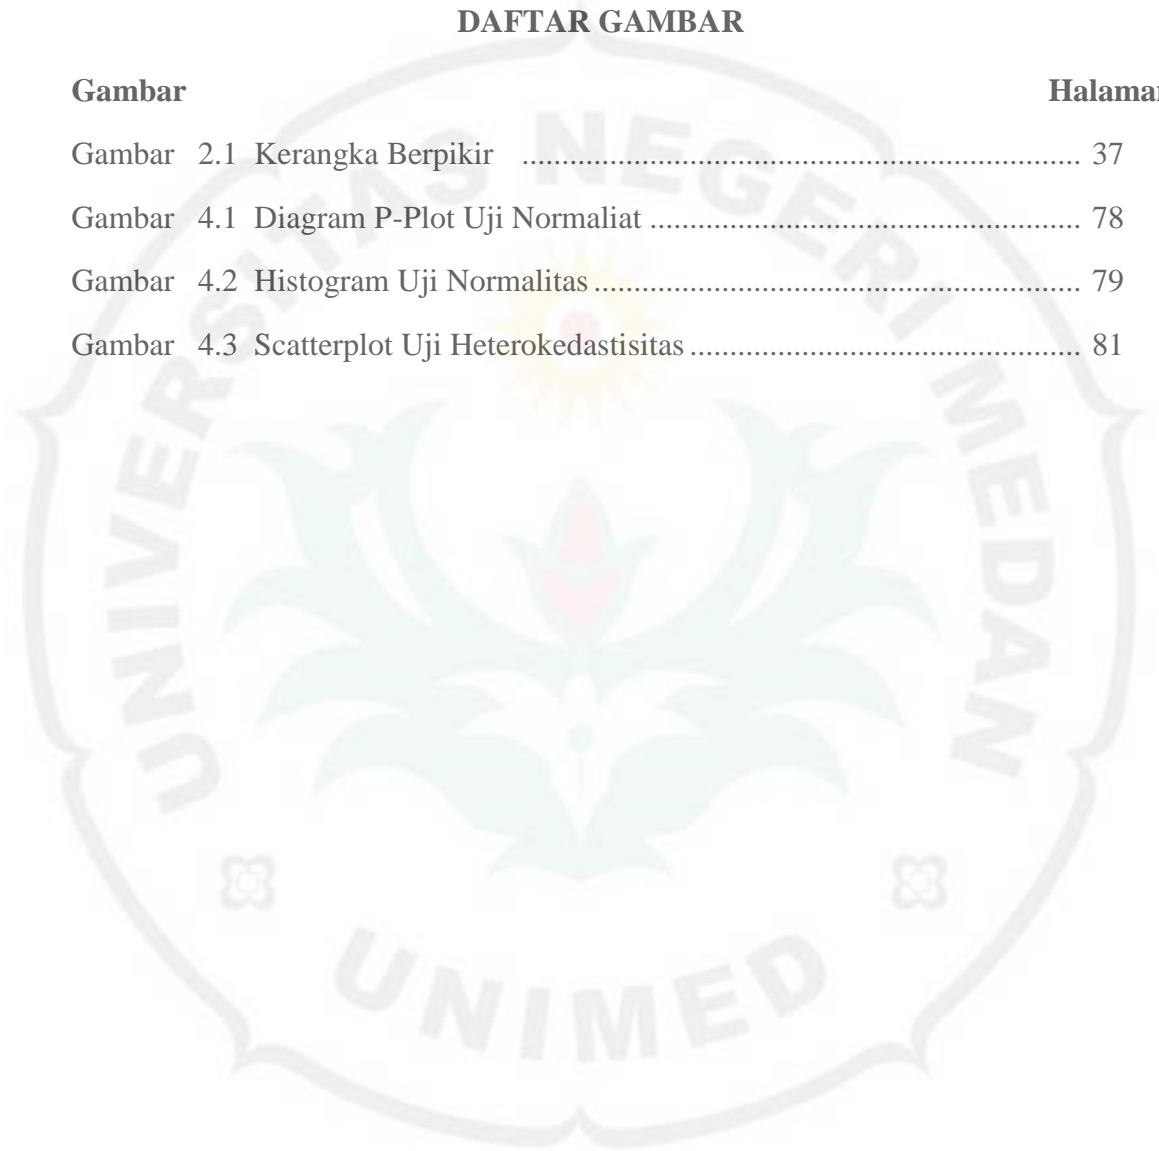 DAFTAR GAMBAR
Gambar Halaman
Gambar 2.1 Kerangka Berpikir ................................................................ 37
Gambar 4.1 Diagram P-Plot Uji Normaliat ................................................. 78
Gambar 4.2 Histogram Uji Normalitas ........................................................ 79
Gambar 4.3 Scatterplot Uji Heterokedastisitas ............................................. 81
UNIVERSITAS NEGERI MEDAN
UNIMED